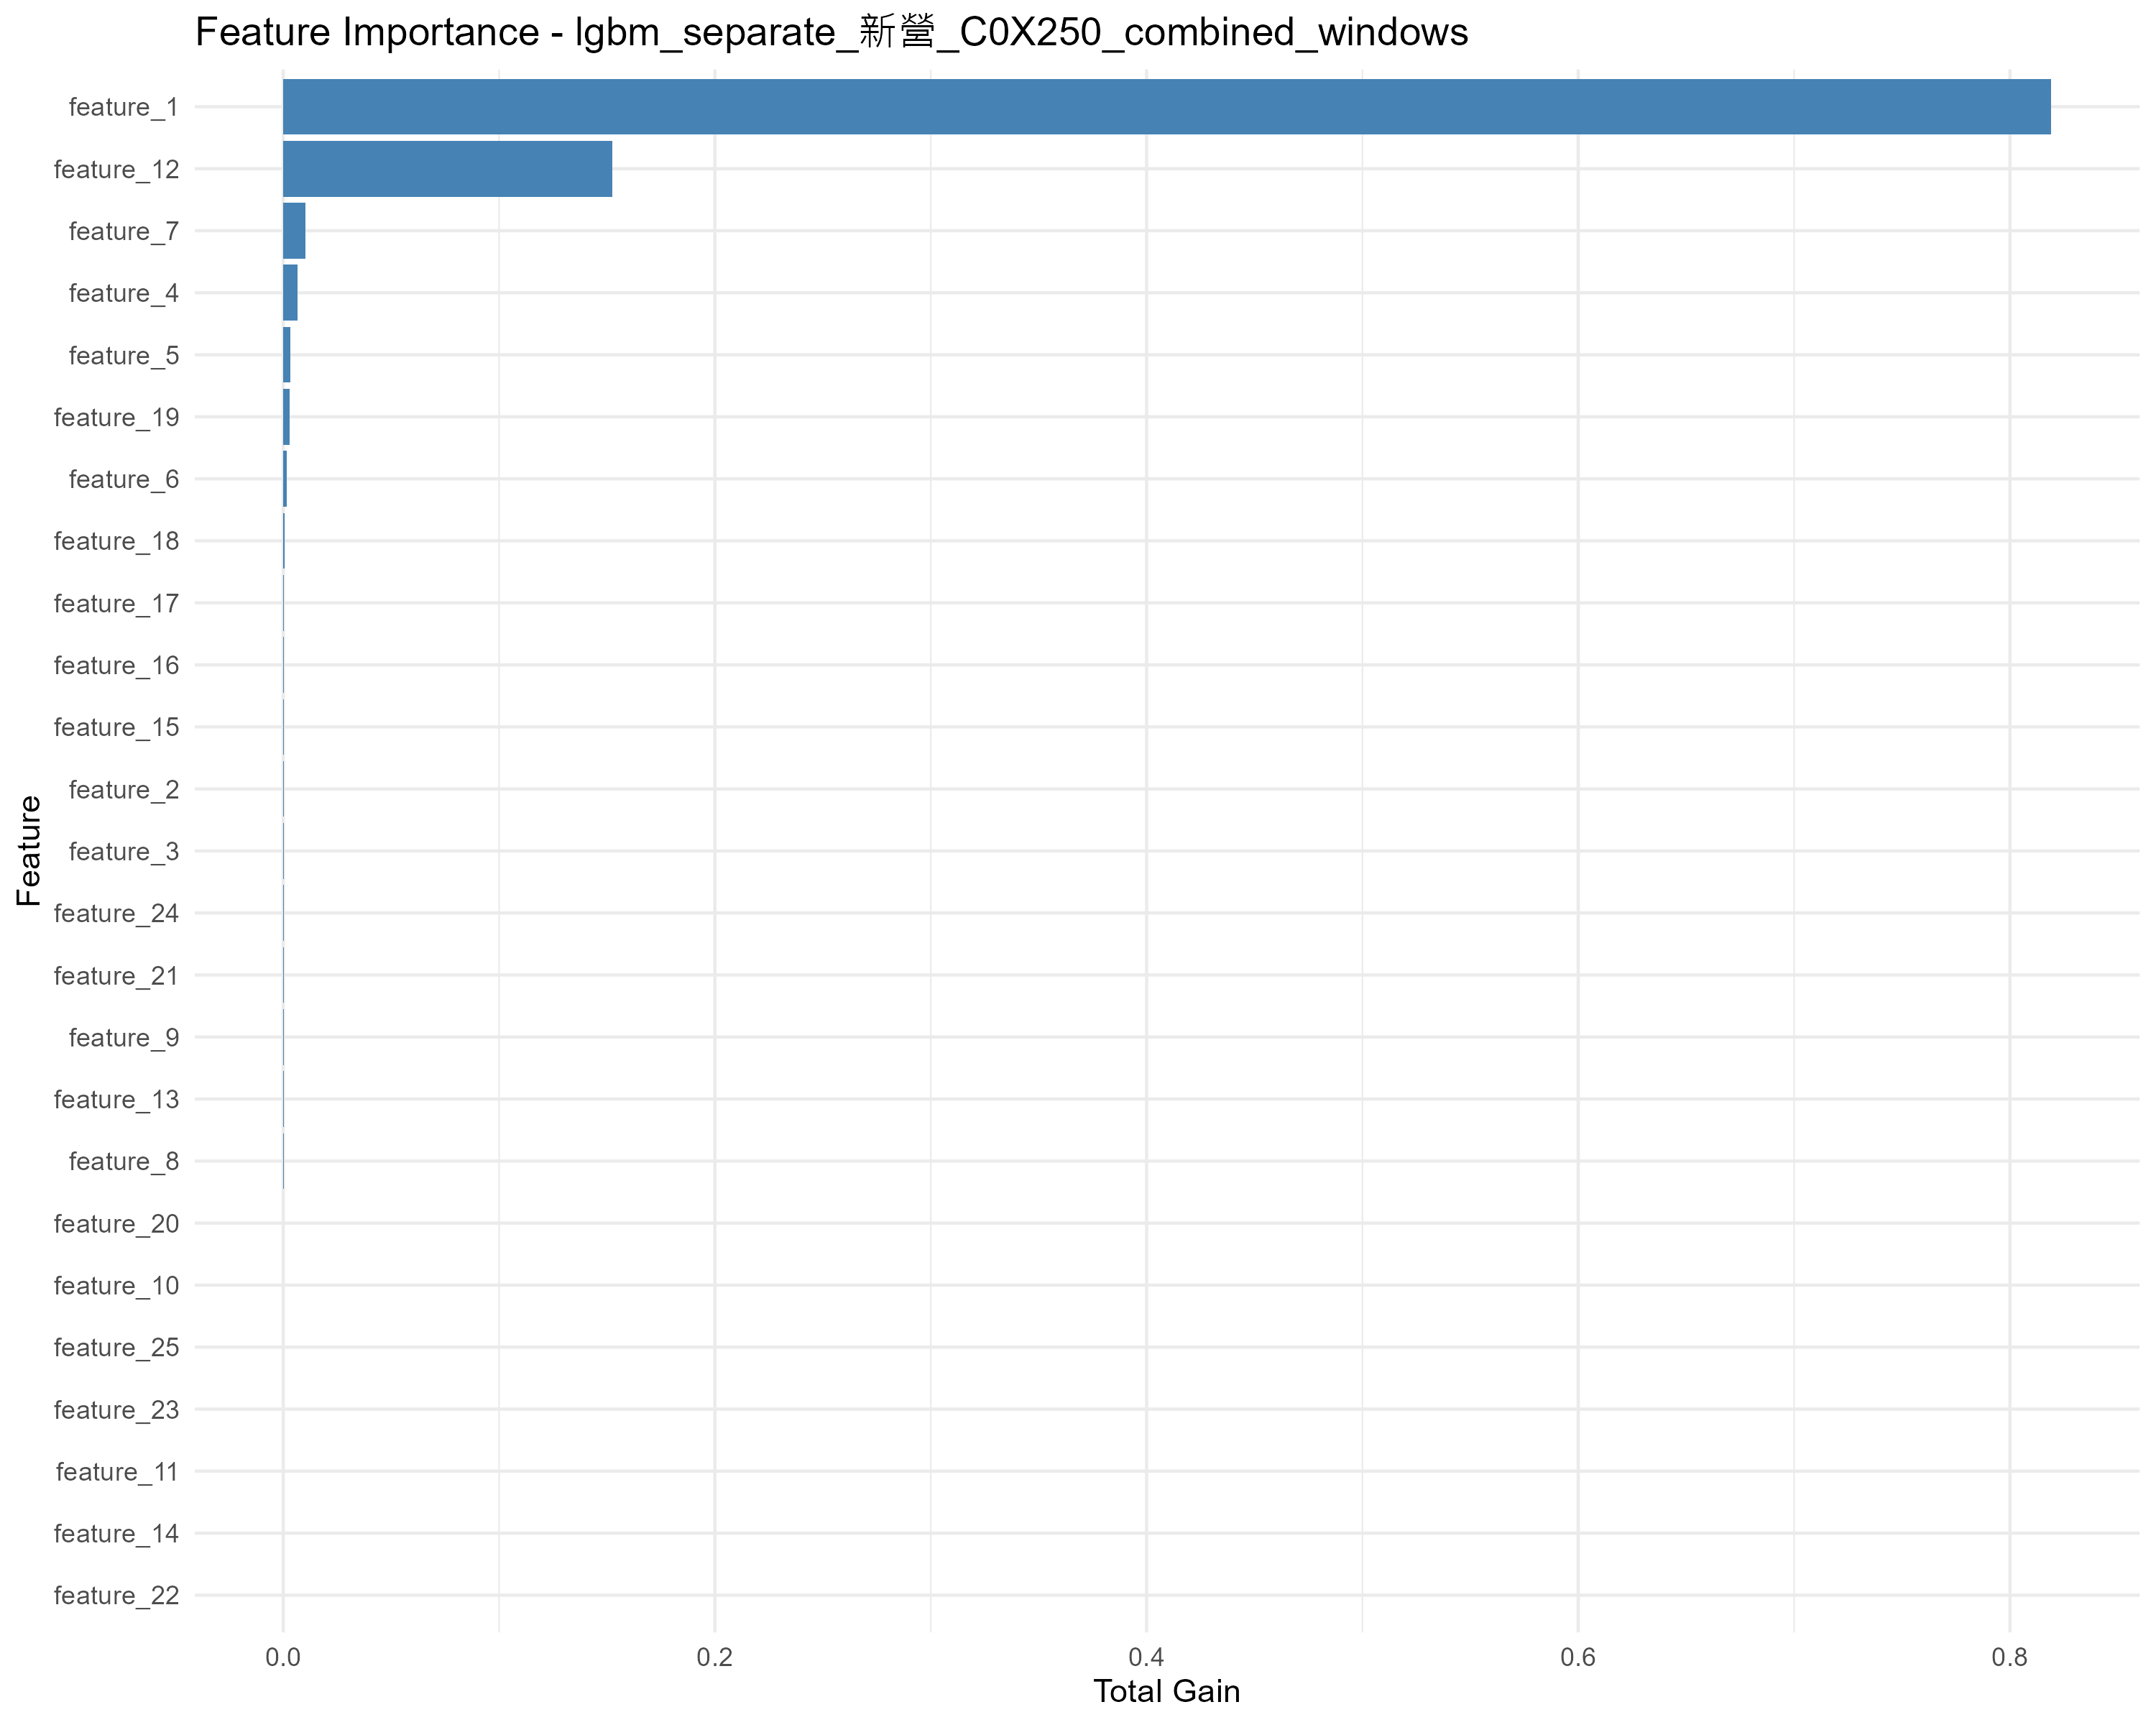 Feature Importance - lgbm_separate_新營_C0X250_combined_windows
Feature
feature_1
feature_12
feature_7
feature_4
feature_5
feature_19
feature_6
feature_18
feature_17
feature_16
feature_15
feature_2
feature_3
feature_24
feature_21
feature_9
feature_13
feature_8
feature_20
feature_10
feature_25
feature_23
feature_11
feature_14
feature_22
0.0 0.2 0.4 0.6 0.8
Total Gain